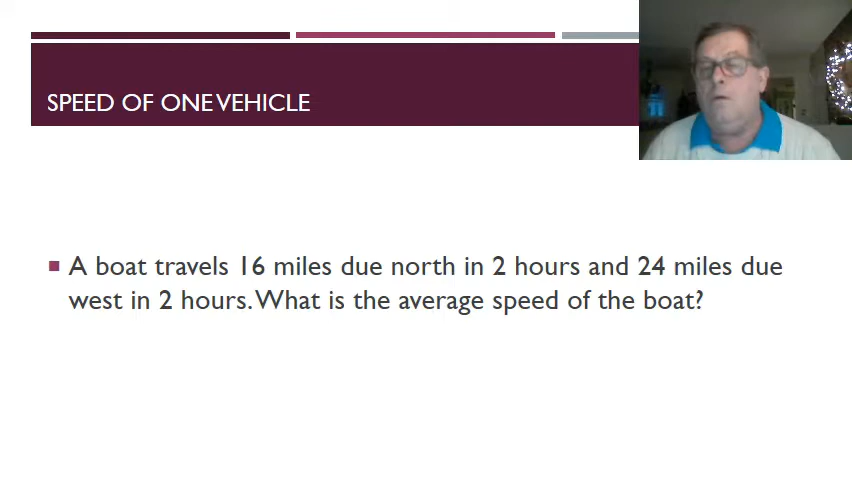 SPEED OF ONE VEHICLE
A boat travels 16 miles due north in 2 hours and 24 miles due
west in 2 hours. What is the average speed of the boat?